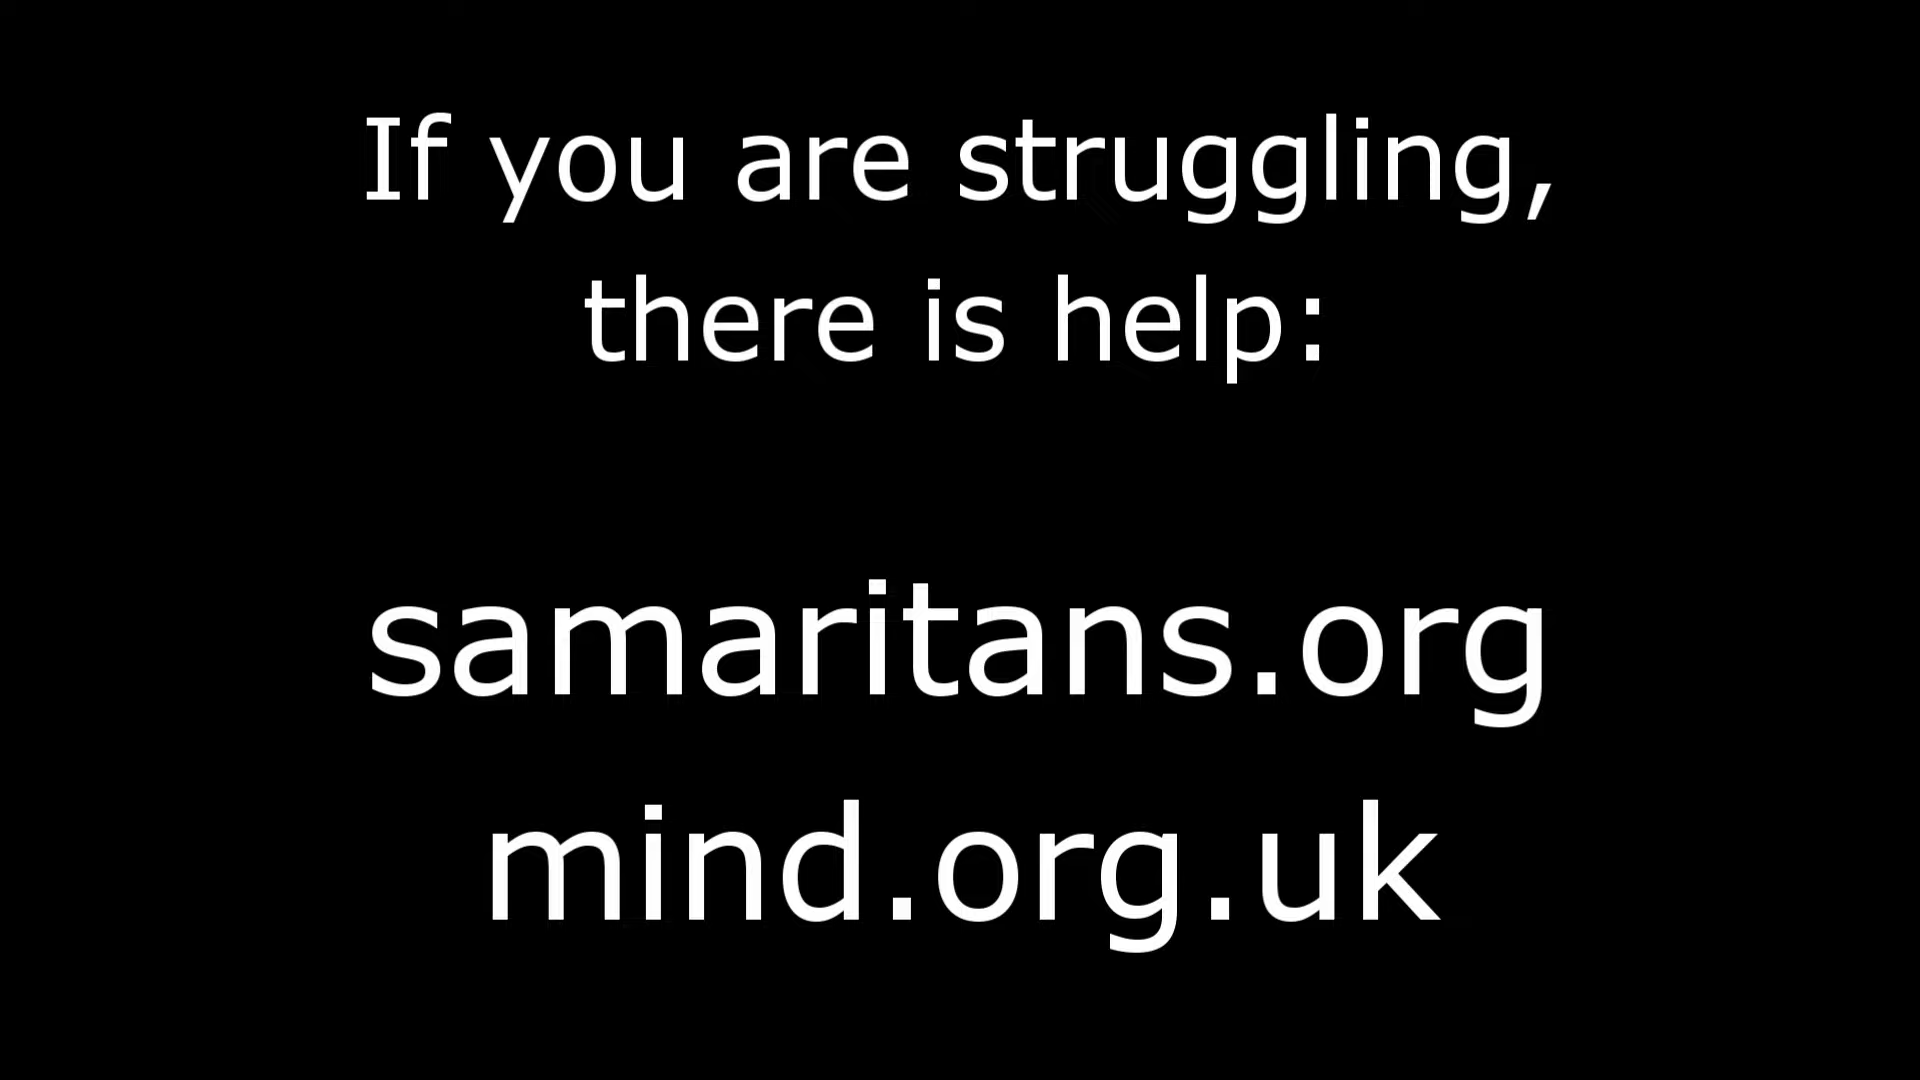 If you are struggling,
there is help:
samaritans.org
mind.org.uk